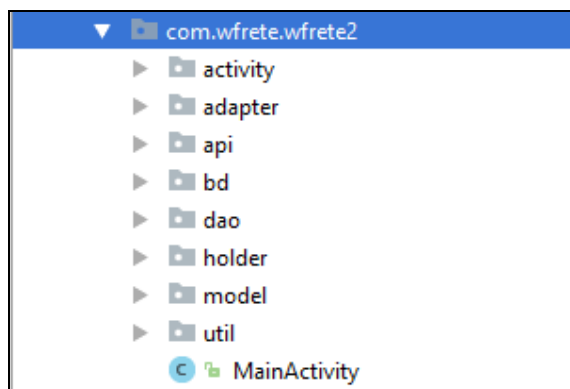 com.wfrete.wfrete2
activity
adapter
api
bd
dao
holder
model
util
C MainActivity